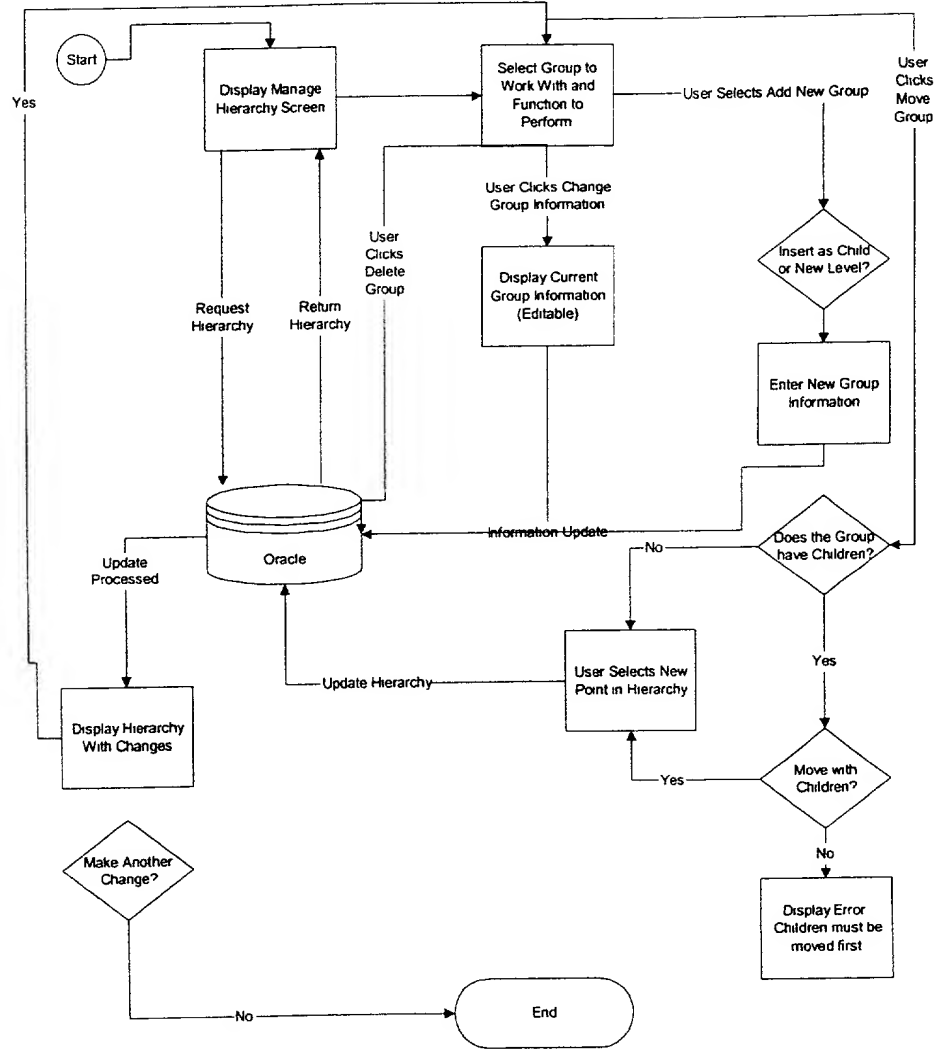 Start
Yes
Display Manage
Hierarchy Screen
Select Group to
Work With and
Function to
Perform
User Selects Add New Group
User
Clicks
Move
Group
User Clicks Change
Group Information
User
Clicks
Delete
Group
Insert as Child
or New Level?
Display Current
Group Information
(Editable)
Request
Hierarchy
Return
Hierarchy
Enter New Group
Information
Oracle
Information Update
Does the Group
have Children?
No
Update
Processed
Yes
User Selects New
Point in Hierarchy
Update Hierarchy
Display Hierarchy
With Changes
Move with
Children?
Yes
No
Make Another
Change?
Display Error
Children must be
moved first
No
End